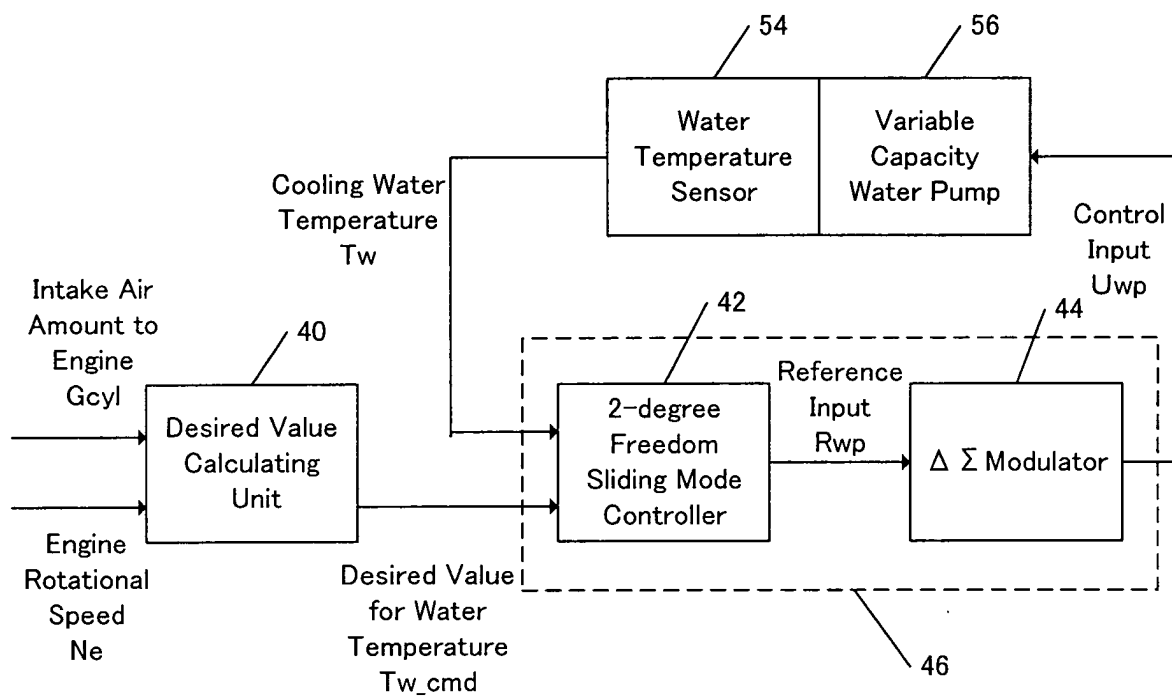 54
56
Water
Temperature
Sensor
Variable
Capacity
Water Pump
Cooling Water
Temperature
Tw
Control
Input
Uwp
Intake Air
Amount to
Engine
Gcyl
40
42
44
Desired Value
Calculating
Unit
2-degree
Freedom
Sliding Mode
Controller
Reference
Input
Rwp
Δ Σ Modulator
Engine
Rotational
Speed
Ne
Desired Value
for Water
Temperature
Tw_cmd
46